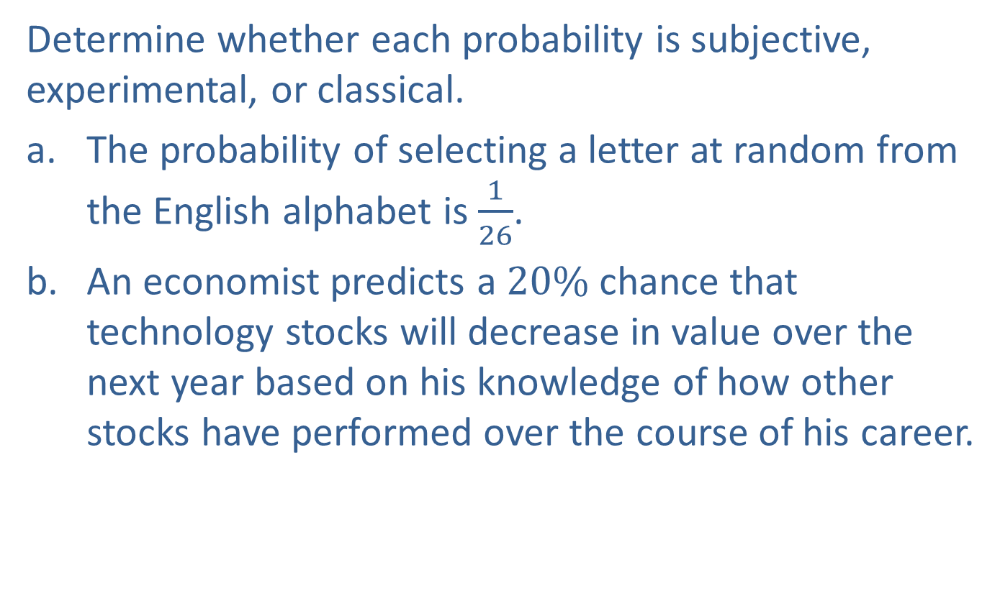 Determine whether each probability is subjective,
experimental, or classical.
a. The probability of selecting a letter at random from
the English alphabet is 1/26.
b. An economist predicts a 20% chance that
technology stocks will decrease in value over the
next year based on his knowledge of how other
stocks have performed over the course of his career.